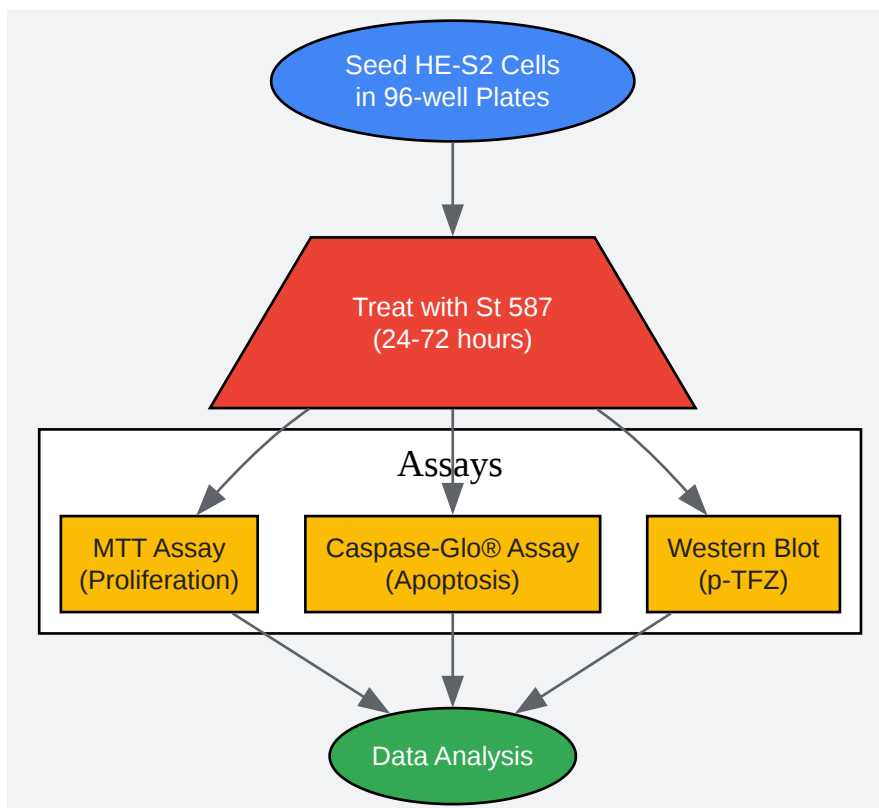 Seed HE-S2 Cells
in 96-well Plates
Treat with St 587
(24-72 hours)
Assays
MTT Assay
(Proliferation)
Caspase-Glo® Assay
(Apoptosis)
Western Blot
(p-TFZ)
Data Analysis